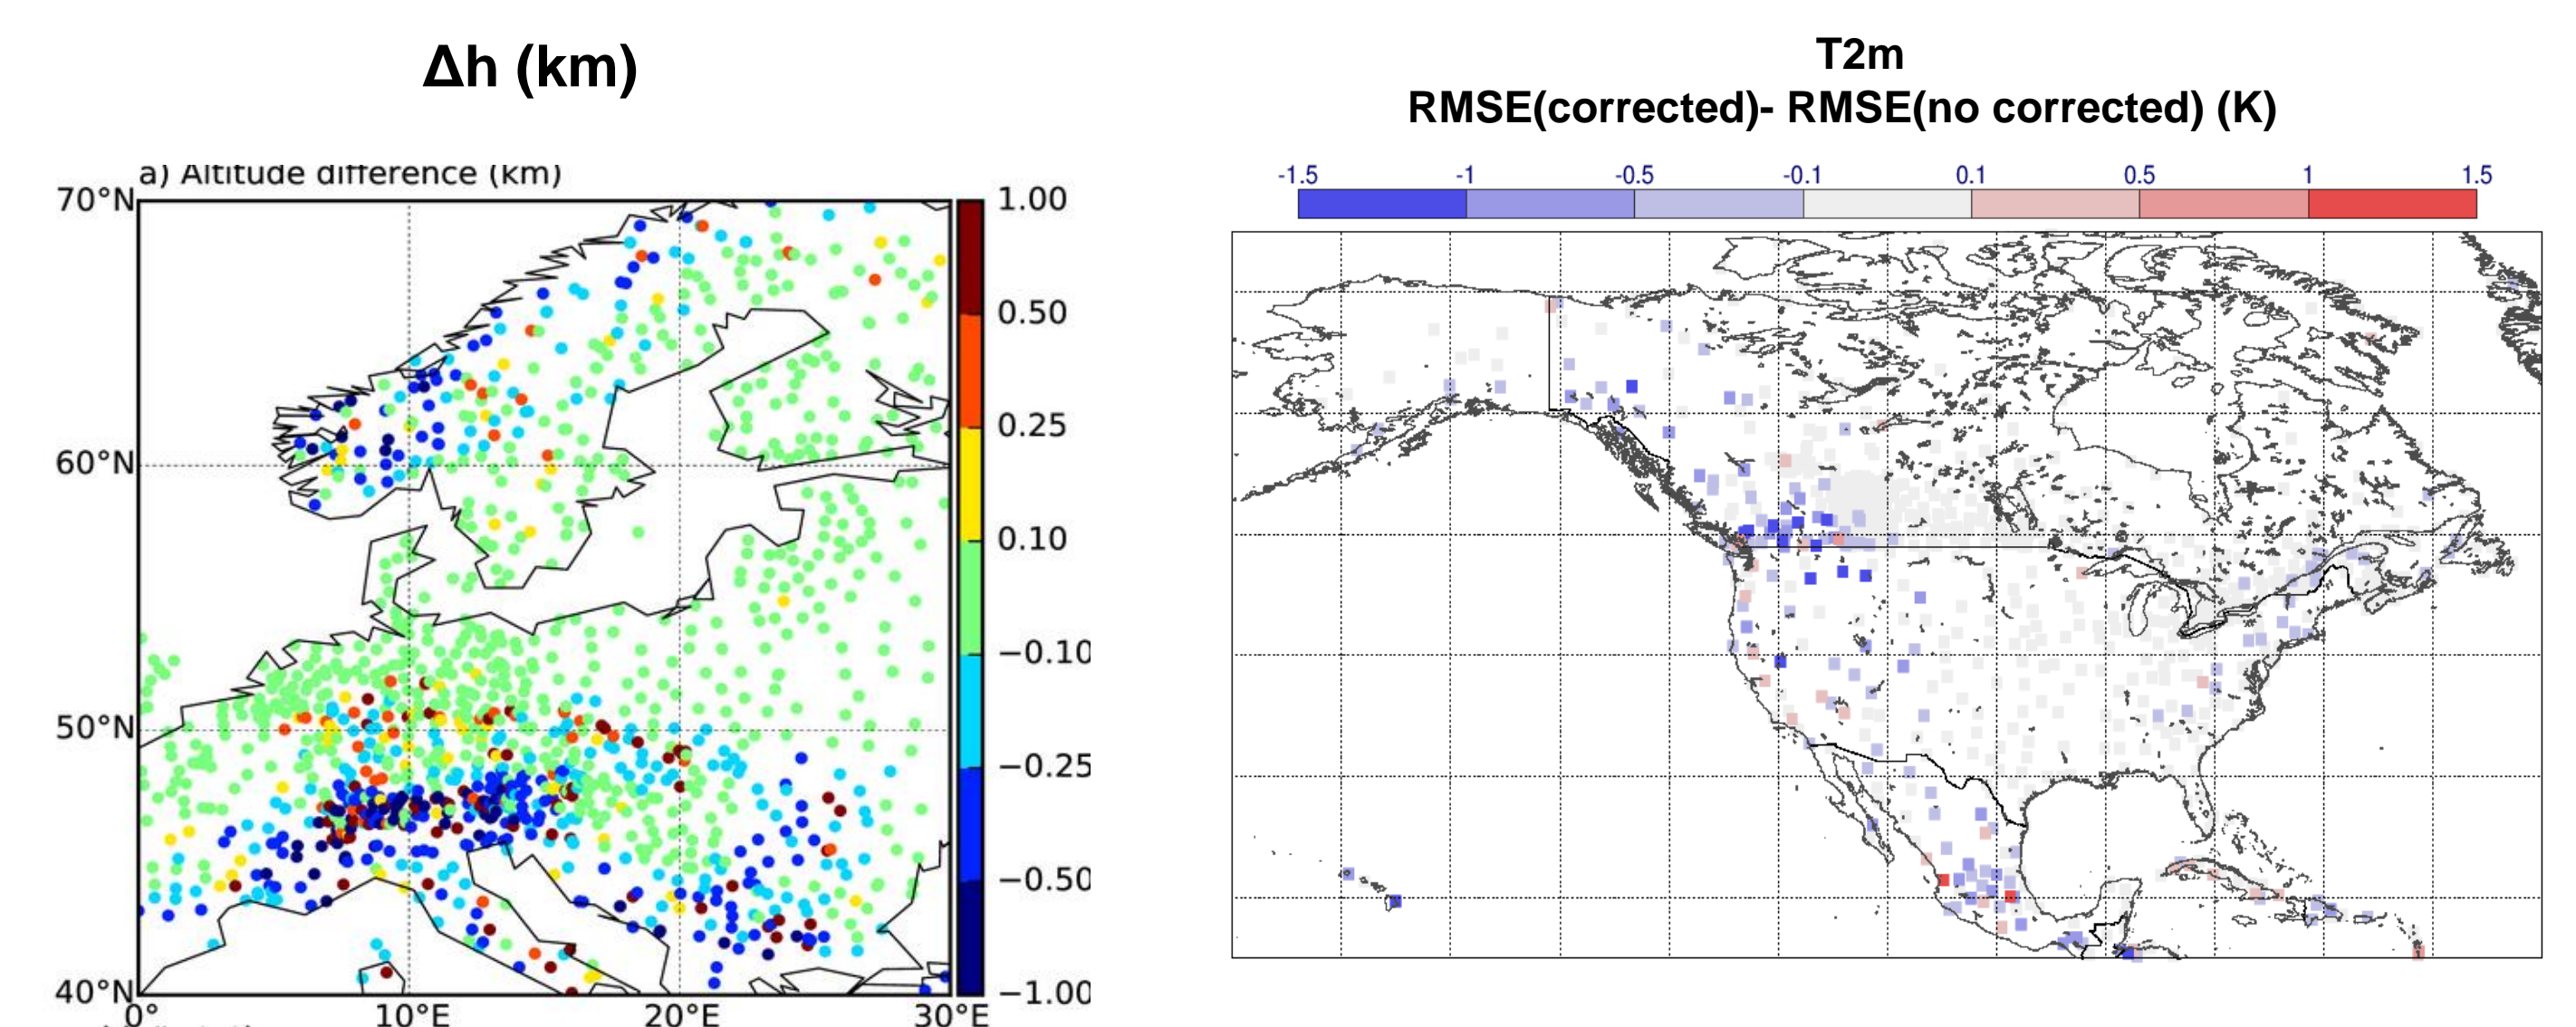 Δh (km)
a) Altitude difference (km)
70°N
60°N
50°N
40°N
0°
10°E
20°E
30°E
1.00
0.50
0.25
0.10
−0.10
−0.25
−0.50
−1.00
T2m
RMSE(corrected)- RMSE(no corrected) (K)
-1.5 -1 -0.5 -0.1 0.1 0.5 1 1.5